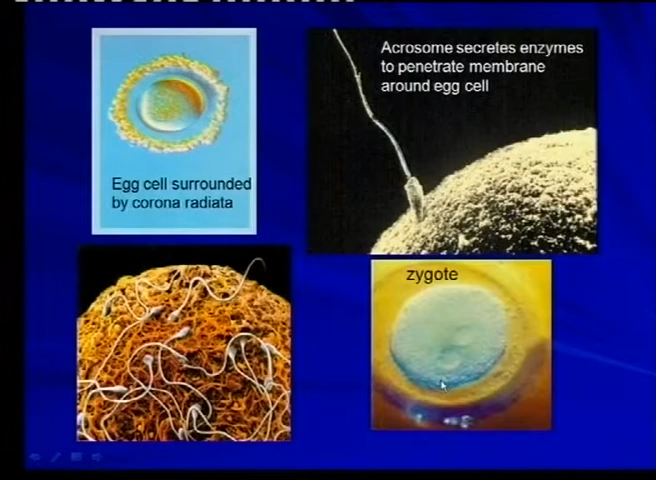 Acrosome secretes enzymes
to penetrate membrane
around egg cell
Egg cell surrounded
by corona radiata
zygote